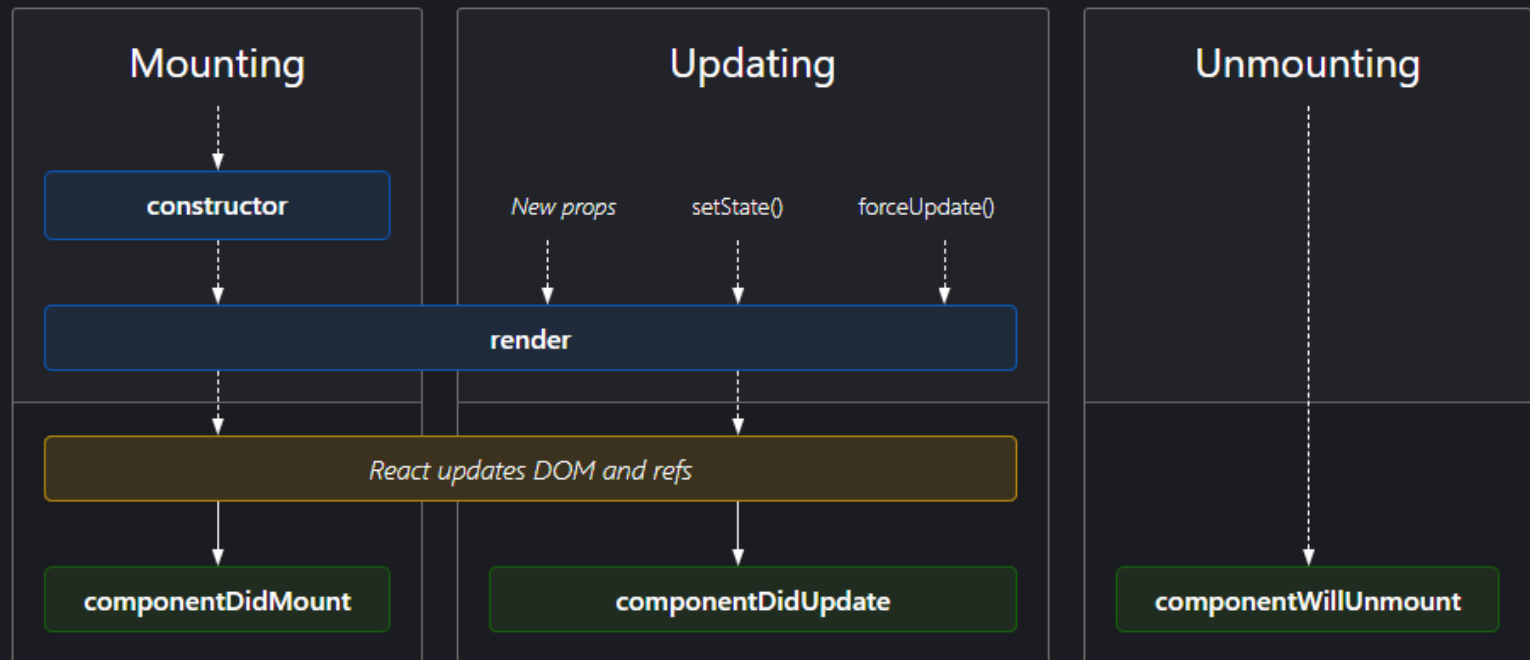 Mounting
Updating
Unmounting
constructor
New props
setState()
forceUpdate()
render
React updates DOM and refs
componentDidMount
componentDidUpdate
componentWillUnmount